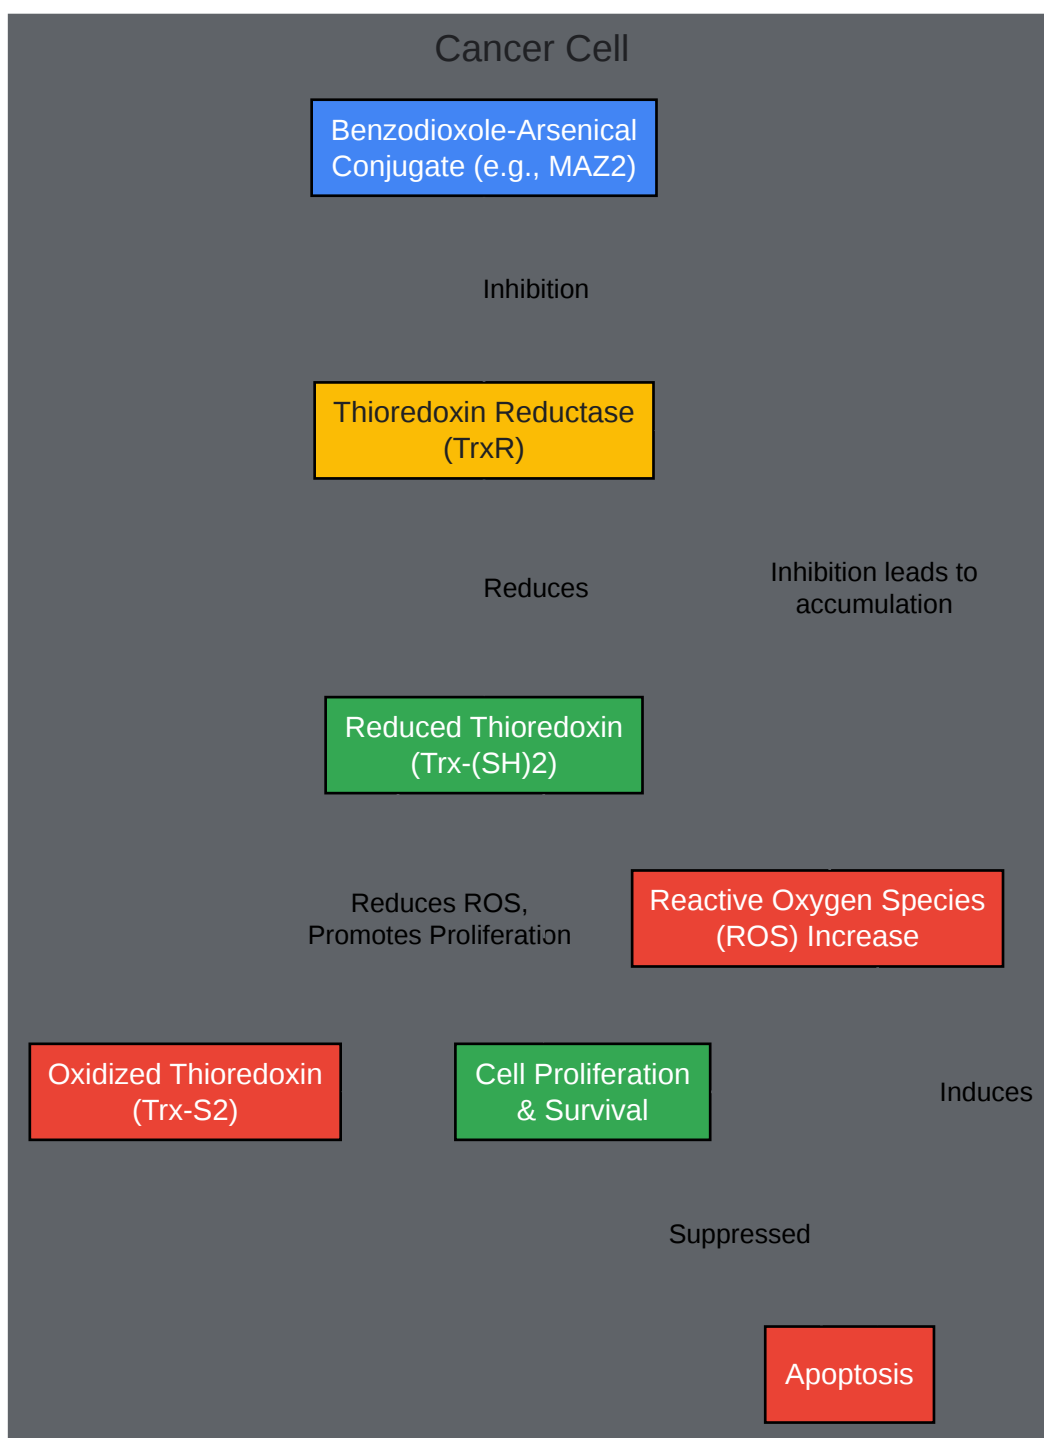 Cancer Cell
Benzodioxole-Arsenical
Conjugate (e.g., MAZ2)
Inhibition
Thioredoxin Reductase
(TrxR)
Reduces
Inhibition leads to
accumulation
Reduced Thioredoxin
(Trx-(SH)2)
Reduces ROS,
Promotes Proliferation
Reactive Oxygen Species
(ROS) Increase
Oxidized Thioredoxin
(Trx-S2)
Cell Proliferation
& Survival
Induces
Suppressed
Apoptosis